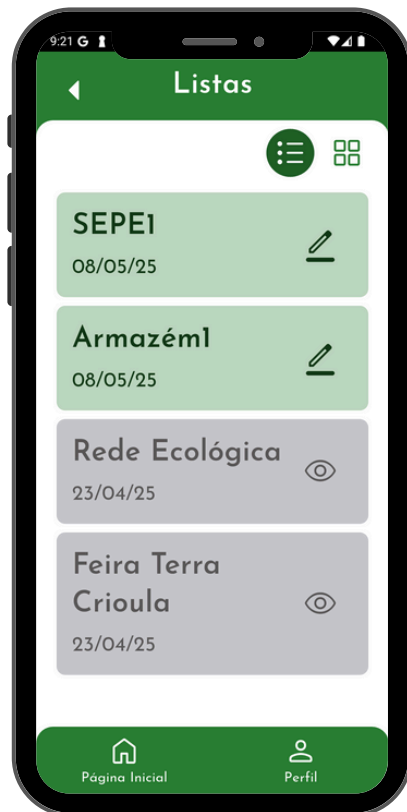 9:21 G
Listas
SEPE1
08/05/25
Armazém1
08/05/25
Rede Ecológica
23/04/25
Feira Terra
Crioula
23/04/25
Página Inicial
Perfil